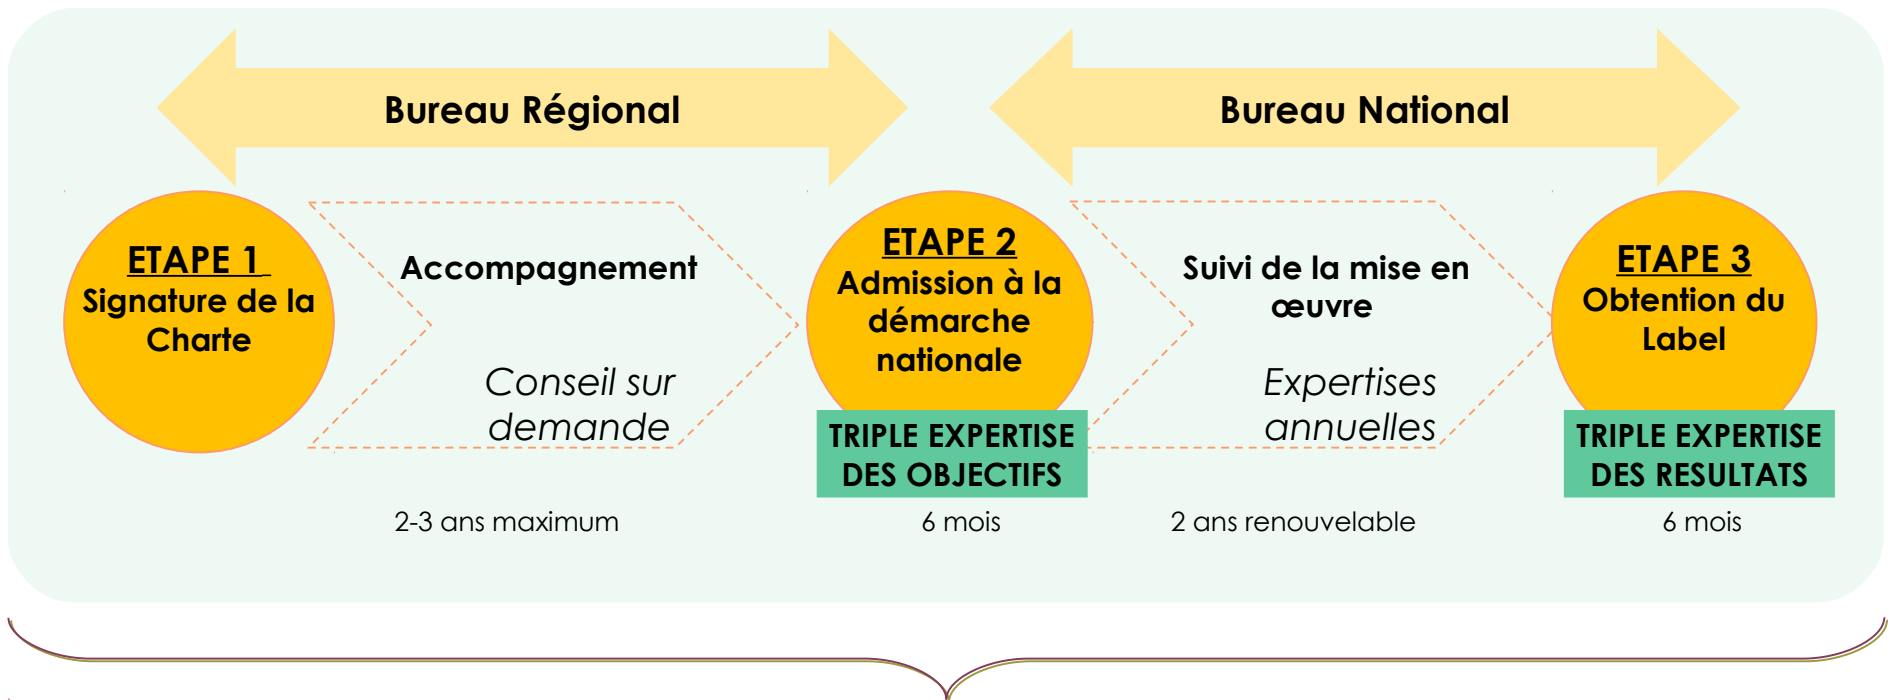 Bureau Régional
Bureau National
ETAPE 1
Signature de la
Charte
Accompagnement
Conseil sur
demande
ETAPE 2
Admission à la
démarche
nationale
TRIPLE EXPERTISE
DES OBJECTIFS
Suivi de la mise en
œuvre
Expertises
annuelles
ETAPE 3
Obtention du
Label
TRIPLE EXPERTISE
DES RESULTATS
2-3 ans maximum
6 mois
2 ans renouvelable
6 mois